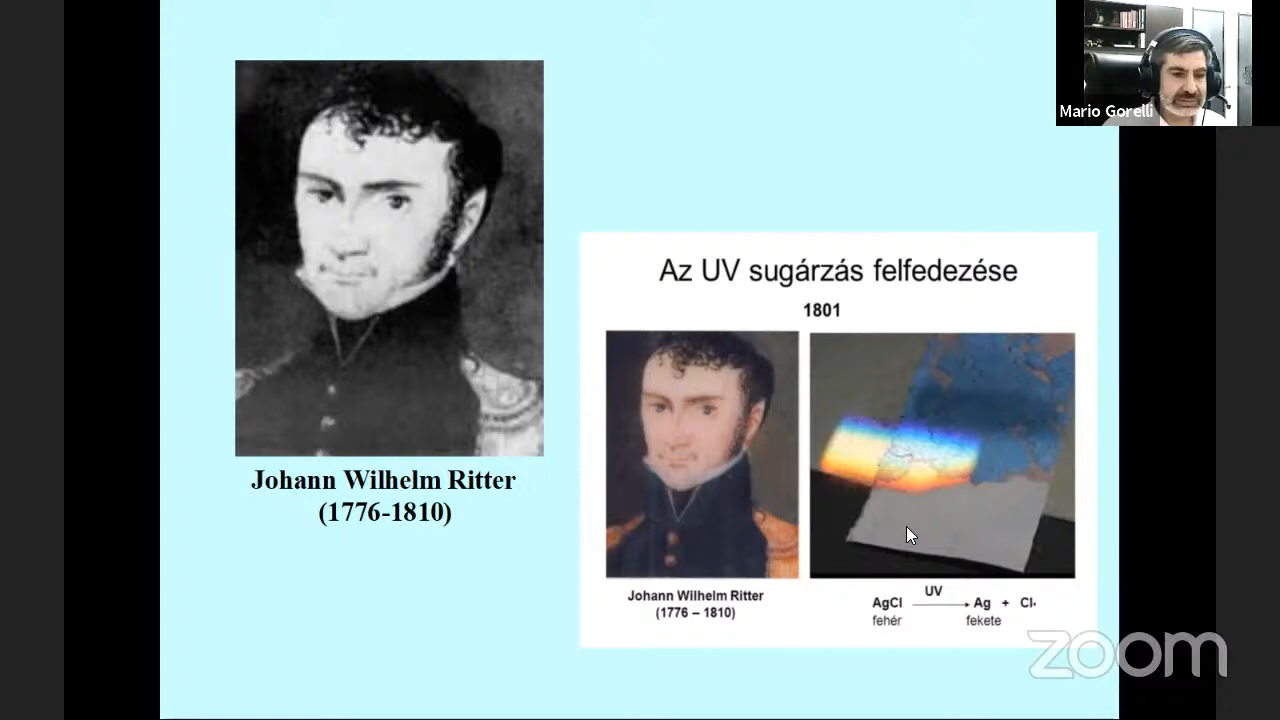 Mario Gorelli
Johann Wilhelm Ritter
(1776-1810)
Az UV sugárzás felfedezése
1801
Johann Wilhelm Ritter
(1776 – 1810)
UV
AgCl → Ag + Cl·
fehér fekete
zoom